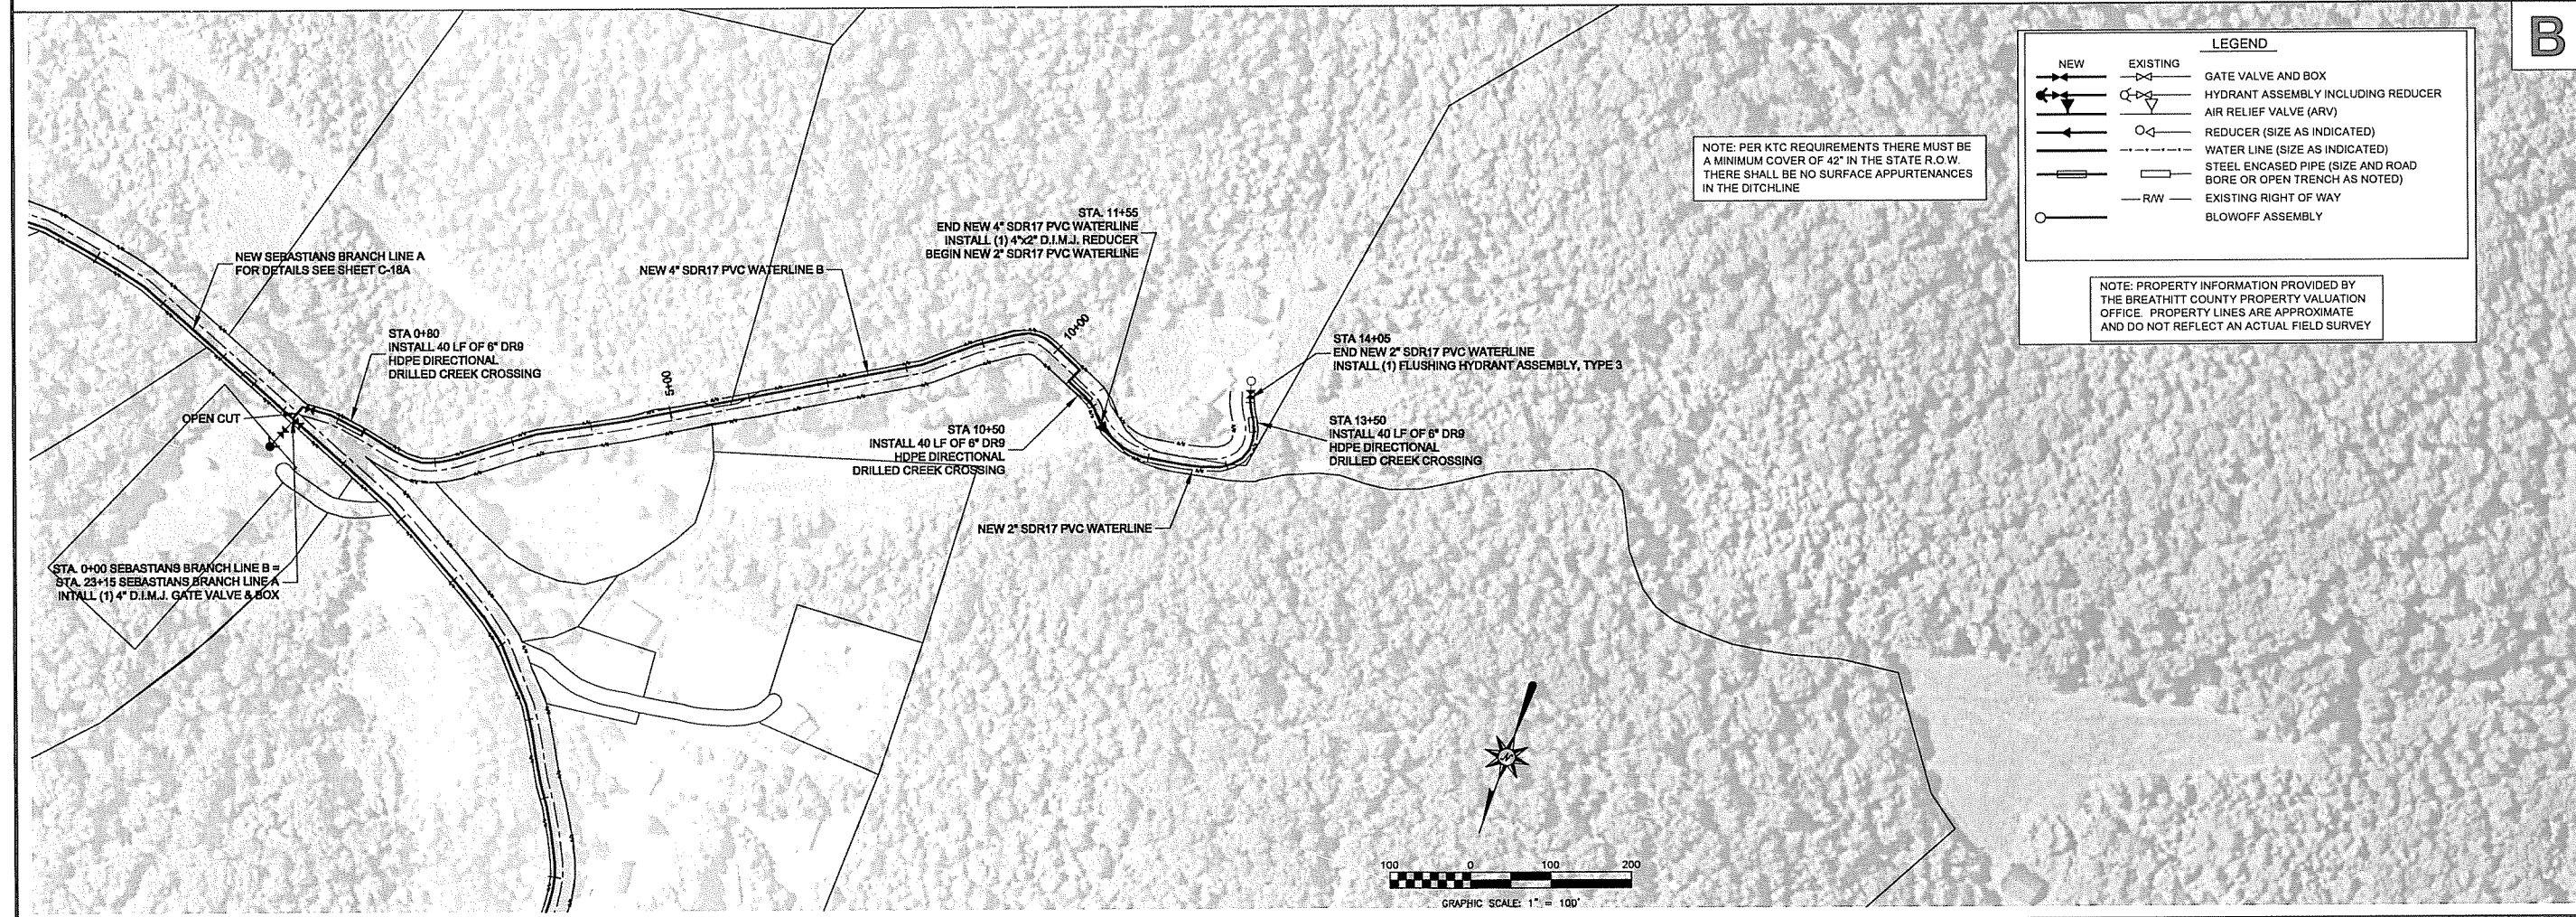 B
LEGEND
NEW EXISTING
GATE VALVE AND BOX
HYDRANT ASSEMBLY INCLUDING REDUCER
AIR RELIEF VALVE (ARV)
REDUCER (SIZE AS INDICATED)
WATER LINE (SIZE AS INDICATED)
STEEL ENCASED PIPE (SIZE AND ROAD
BORE OR OPEN TRENCH AS NOTED)
R/W EXISTING RIGHT OF WAY
BLOWOFF ASSEMBLY
NOTE: PER KTC REQUIREMENTS THERE MUST BE
A MINIMUM COVER OF 42" IN THE STATE R.O.W.
THERE SHALL BE NO SURFACE APPURTENANCES
IN THE DITCHLINE
NOTE: PROPERTY INFORMATION PROVIDED BY
THE BREATHITT COUNTY PROPERTY VALUATION
OFFICE. PROPERTY LINES ARE APPROXIMATE
AND DO NOT REFLECT AN ACTUAL FIELD SURVEY
STA. 11+55
END NEW 4" SDR17 PVC WATERLINE
INSTALL (1) 4"x2" D.I.M.J. REDUCER
BEGIN NEW 2" SDR17 PVC WATERLINE
NEW SEBASTIANS BRANCH LINE A
FOR DETAILS SEE SHEET C-18A
NEW 4" SDR17 PVC WATERLINE B
STA 0+80
INSTALL 40 LF OF 6" DR9
HDPE DIRECTIONAL
DRILLED CREEK CROSSING
10+00
5+00
STA 14+05
END NEW 2" SDR17 PVC WATERLINE
INSTALL (1) FLUSHING HYDRANT ASSEMBLY, TYPE 3
OPEN CUT
STA 10+50
INSTALL 40 LF OF 6" DR9
HDPE DIRECTIONAL
DRILLED CREEK CROSSING
STA 13+50
INSTALL 40 LF OF 6" DR9
HDPE DIRECTIONAL
DRILLED CREEK CROSSING
NEW 2" SDR17 PVC WATERLINE
STA. 0+00 SEBASTIANS BRANCH LINE B =
STA. 23+15 SEBASTIANS BRANCH LINE A
INTALL (1) 4" D.I.M.J. GATE VALVE & BOX
N
100 0 100 200
GRAPHIC SCALE: 1" = 100'